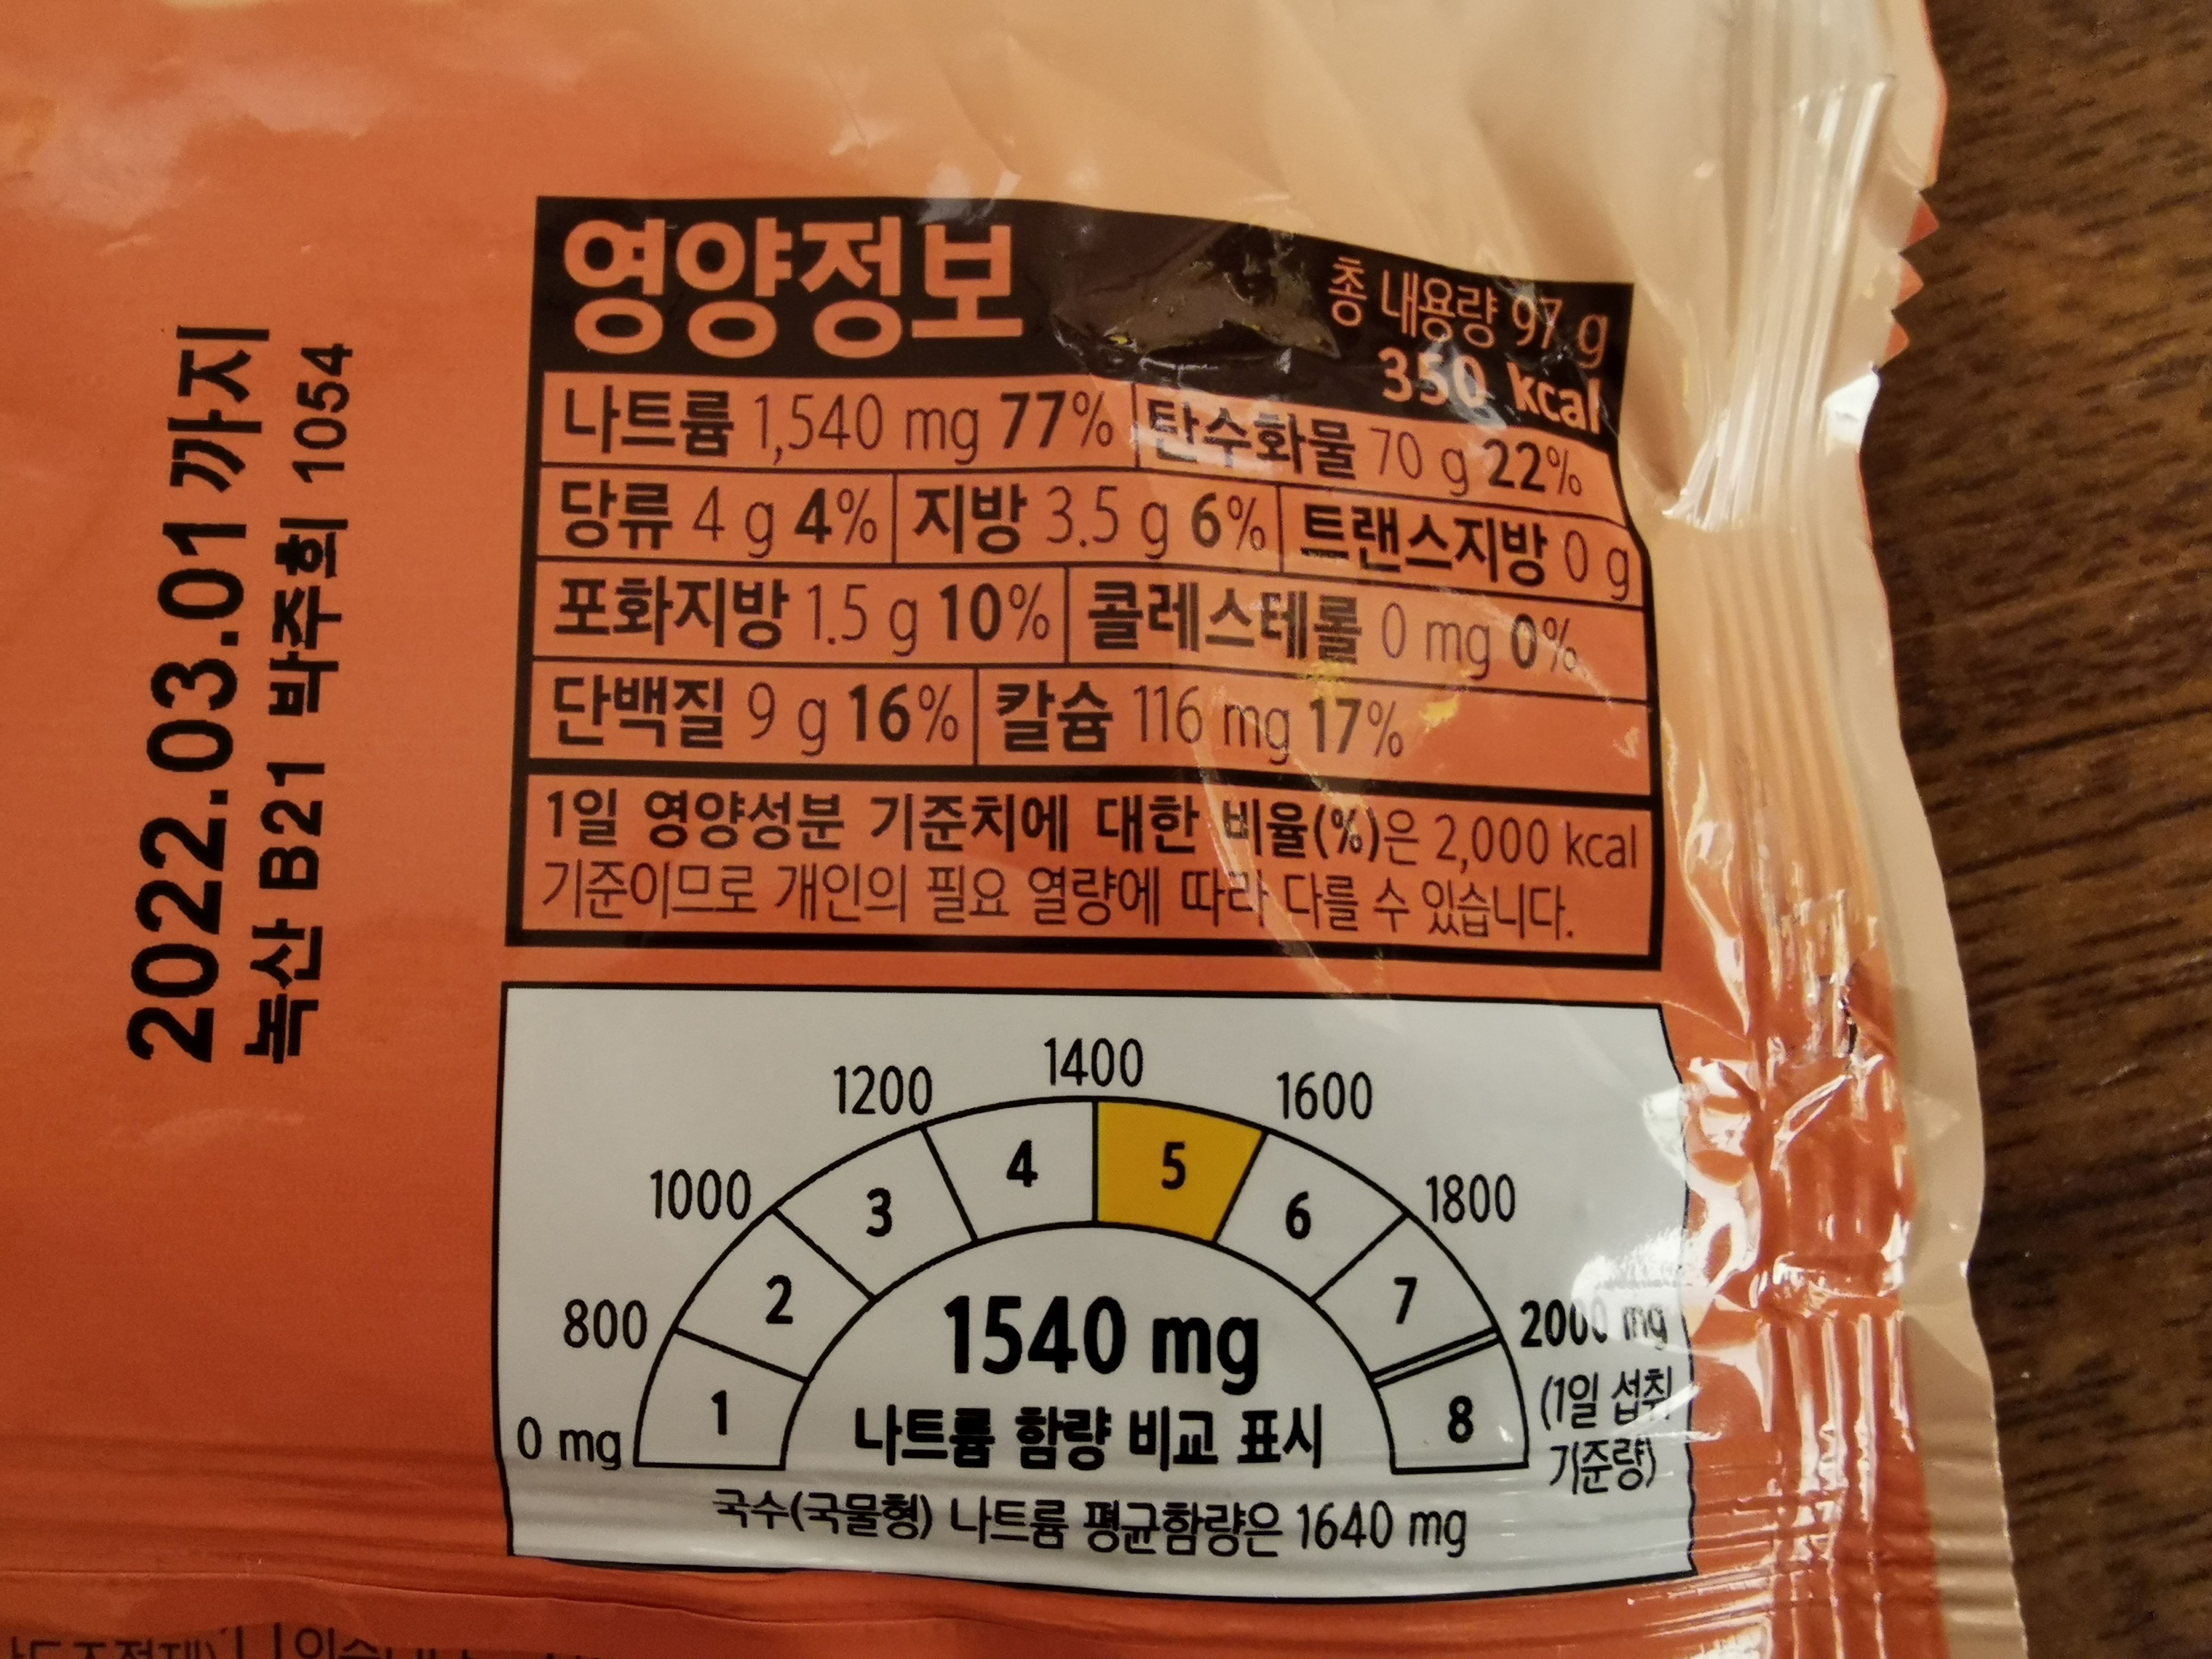 2022.03.01 까지
녹산 B21 박주희 1054
영양정보
총 내용량 97 g
350 kcal
나트륨 1,540 mg 77% 탄수화물 70 g 22%
당류 4 g 4% 지방 3.5 g 6% 트랜스지방 0 g
포화지방 1.5 g 10% 콜레스테롤 0 mg 0%
단백질 9 g 16% 칼슘 116 mg 17%
1일 영양성분 기준치에 대한 비율(%)은 2,000 kcal
기준이므로 개인의 필요 열량에 따라 다를 수 있습니다.
1400
1200 1600
1000 1800
800 2000 mg
(1일 섭취
기준량)
0 mg
1 2 3 4 5 6 7 8
1540 mg
나트륨 함량 비교 표시
국수(국물형) 나트륨 평균함량은 1640 mg